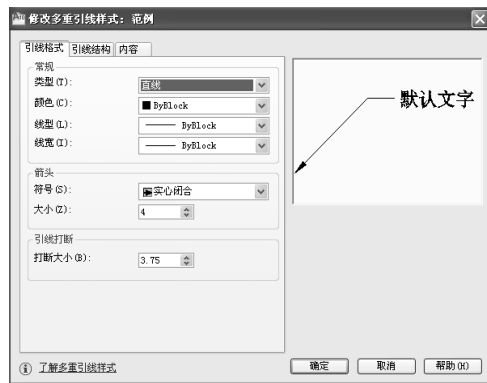 修改多重引线样式: 范例
引线格式 引线结构 内容
常规
类型(T): 直线
颜色(C): ByBlock
线型(L): ByBlock
线宽(I): ByBlock
箭头
符号(S): 实心闭合
大小(Z): 4
引线打断
打断大小(B): 3.75
默认文字
了解多重引线样式
确定 取消 帮助(H)